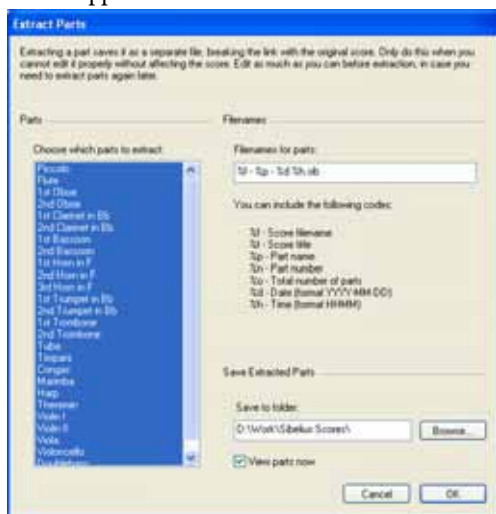 Extract Parts
Extracting a part saves it as a separate file, breaking the link with the original score. Only do this when you
cannot edit it properly without affecting the score. Edit as much as you can before extraction, in case you
need to extract parts again later.
Parts
Choose which parts to extract:
Piccolo
Flute
1st Oboe
2nd Oboe
1st Clarinet in Bb
2nd Clarinet in Bb
1st Bassoon
2nd Bassoon
1st Horn in F
2nd Horn in F
3rd Horn in F
1st Trumpet in Bb
2nd Trumpet in Bb
1st Trombone
2nd Trombone
Tuba
Timpani
Congas
Marimba
Harp
Theremin
Violin I
Violin II
Viola
Violoncello
Doublebass
Filenames
Filenames for parts:
%f - %p - %d %h.sib
You can include the following codes:
%f - Score filename
%t - Score title
%p - Part name
%n - Part number
%o - Total number of parts
%d - Date (format YYYY-MM-DD)
%h - Time (format HHMM)
Save Extracted Parts
Save to folder:
D:\Work\Sibelius Scores\
Browse...
View parts now
Cancel
OK